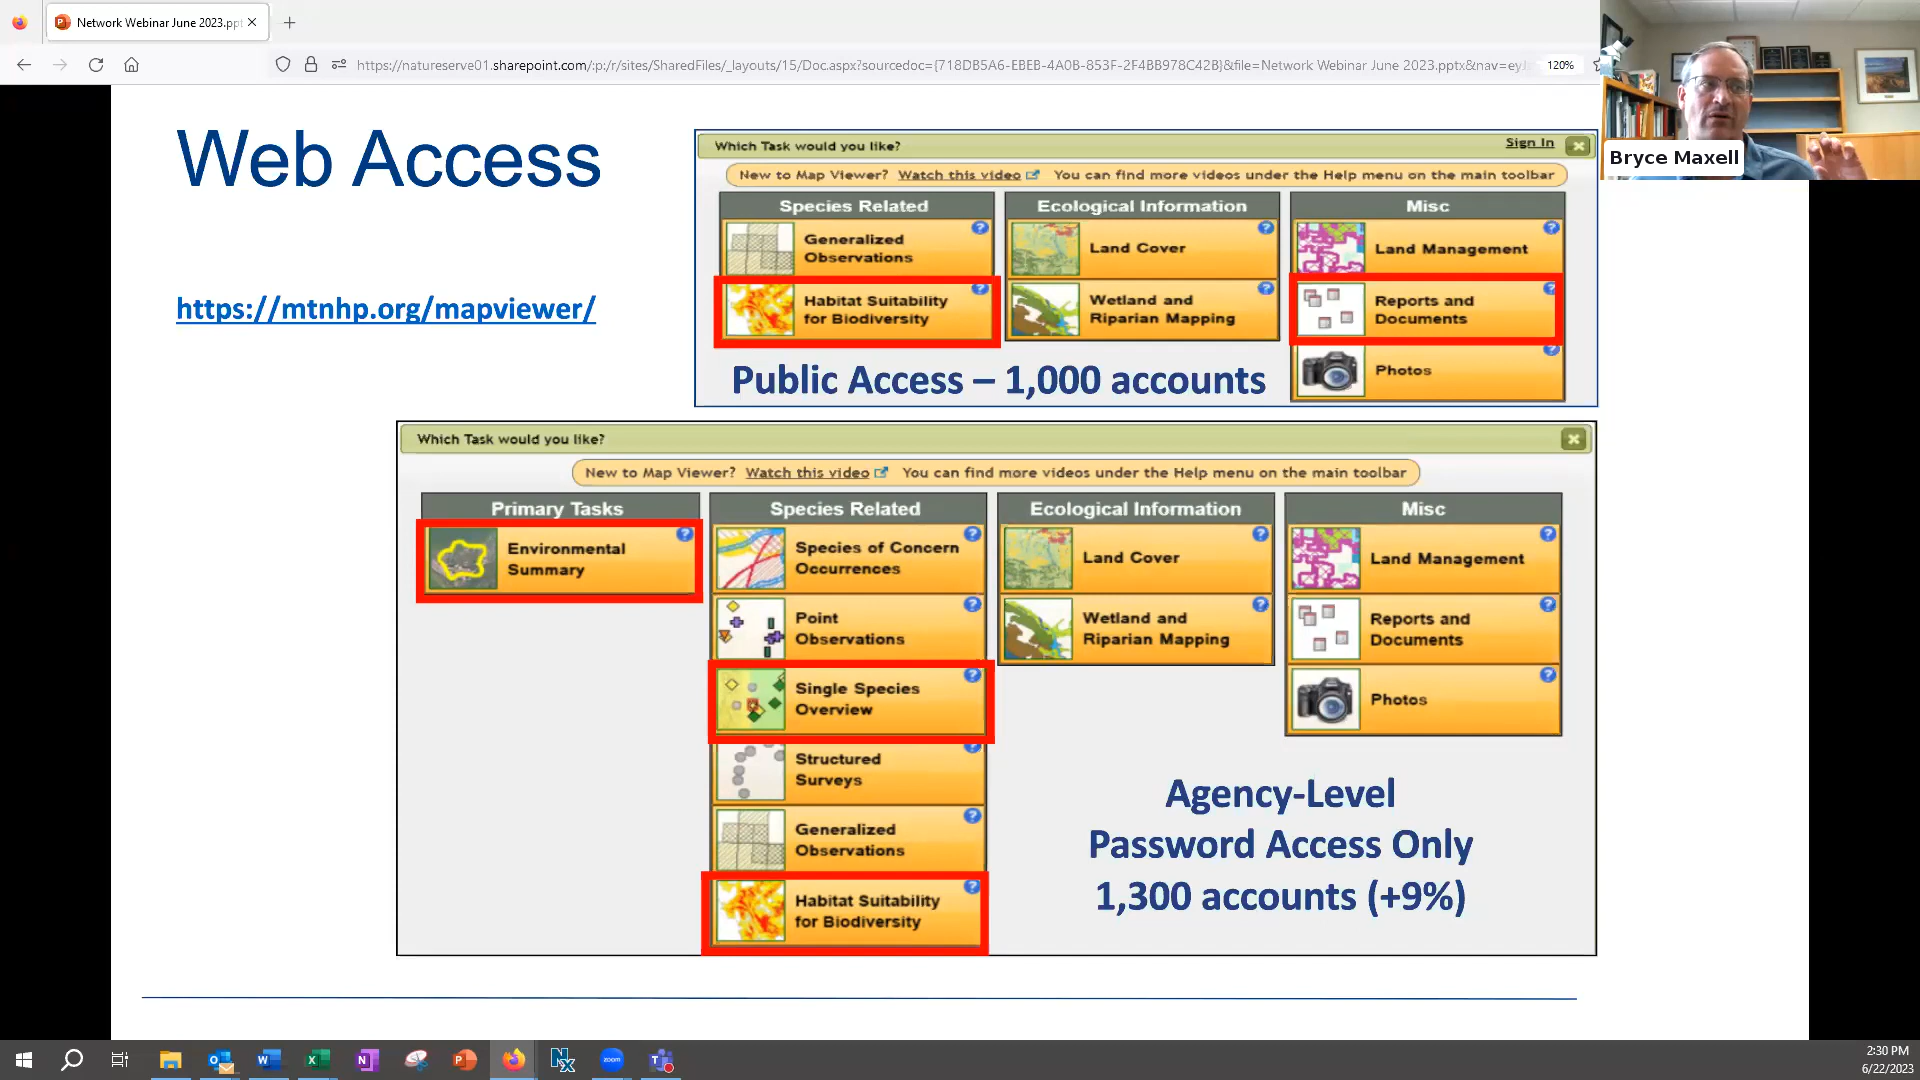 Network Webinar June 2023.ppt
https://natureserve01.sharepoint.com/:p:/r/sites/SharedFiles/_layouts/15/Doc.aspx?sourcedoc={718DB5A6-EBEB-4A0B-853F-2F4BB978C42B}&file=Network Webinar June 2023.pptx&nav=eyJ
120%
Bryce Maxell
Web Access
https://mtnhp.org/mapviewer/
Which Task would you like?
Sign In
New to Map Viewer? Watch this video You can find more videos under the Help menu on the main toolbar
Species Related
Generalized
Observations
Habitat Suitability
for Biodiversity
Ecological Information
Land Cover
Wetland and
Riparian Mapping
Misc
Land Management
Reports and
Documents
Photos
Public Access – 1,000 accounts
Which Task would you like?
New to Map Viewer? Watch this video You can find more videos under the Help menu on the main toolbar
Primary Tasks
Environmental
Summary
Species Related
Species of Concern
Occurrences
Point
Observations
Single Species
Overview
Structured
Surveys
Generalized
Observations
Habitat Suitability
for Biodiversity
Ecological Information
Land Cover
Wetland and
Riparian Mapping
Misc
Land Management
Reports and
Documents
Photos
Agency-Level
Password Access Only
1,300 accounts (+9%)
zoom
2:30 PM
6/22/2023